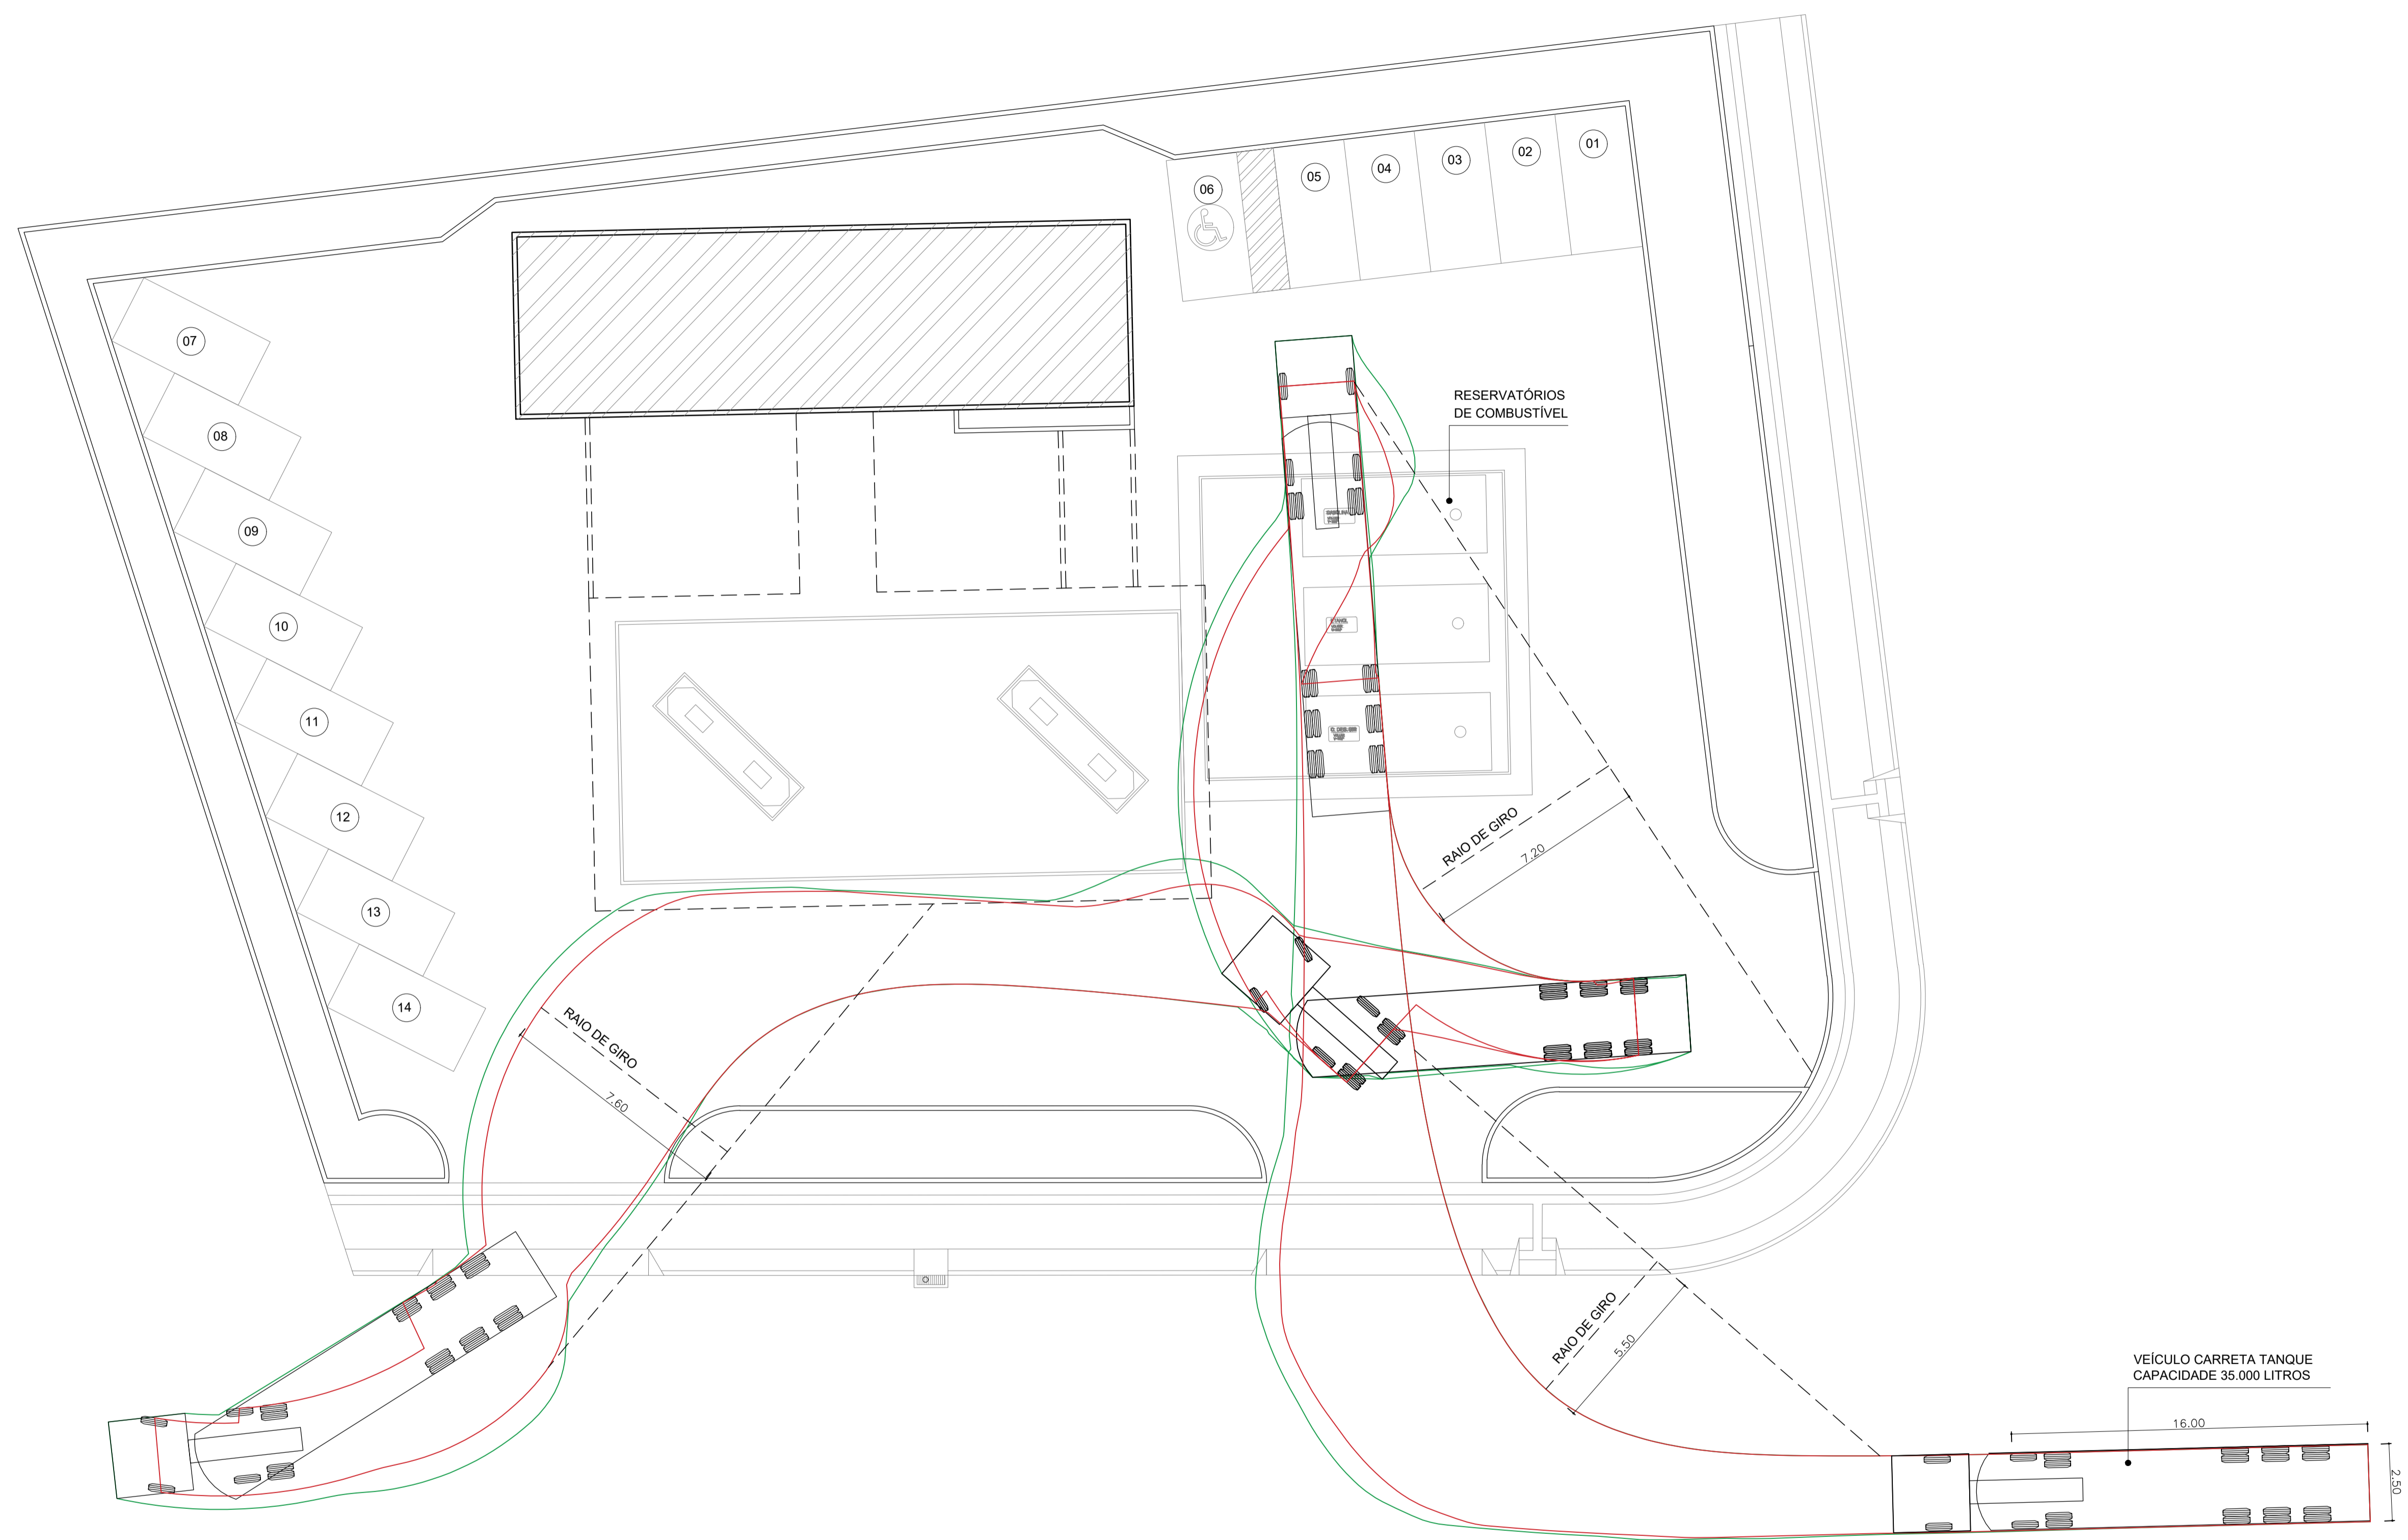 01
02
03
04
05
06
RESERVATÓRIOS
DE COMBUSTÍVEL
07
08
09
10
11
12
13
14
RAIO DE GIRO
7.20
RAIO DE GIRO
7.60
RAIO DE GIRO
5.50
VEÍCULO CARRETA TANQUE
CAPACIDADE 35.000 LITROS
16.00
2.50